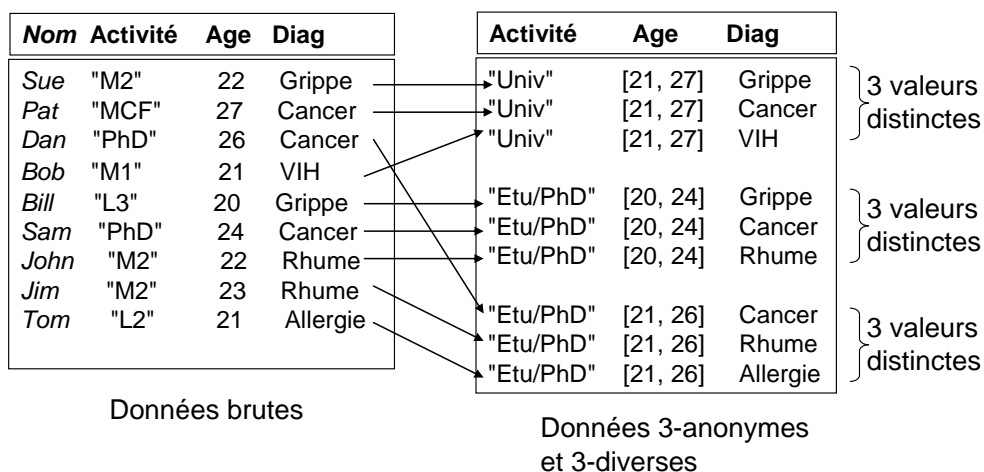 Nom Activité Age Diag
Sue "M2" 22 Grippe
Pat "MCF" 27 Cancer
Dan "PhD" 26 Cancer
Bob "M1" 21 VIH
Bill "L3" 20 Grippe
Sam "PhD" 24 Cancer
John "M2" 22 Rhume
Jim "M2" 23 Rhume
Tom "L2" 21 Allergie
Données brutes
Activité Age Diag
"Univ" [21, 27] Grippe
"Univ" [21, 27] Cancer
"Univ" [21, 27] VIH
3 valeurs
distinctes
"Etu/PhD" [20, 24] Grippe
"Etu/PhD" [20, 24] Cancer
"Etu/PhD" [20, 24] Rhume
3 valeurs
distinctes
"Etu/PhD" [21, 26] Cancer
"Etu/PhD" [21, 26] Rhume
"Etu/PhD" [21, 26] Allergie
3 valeurs
distinctes
Données 3-anonymes
et 3-diverses